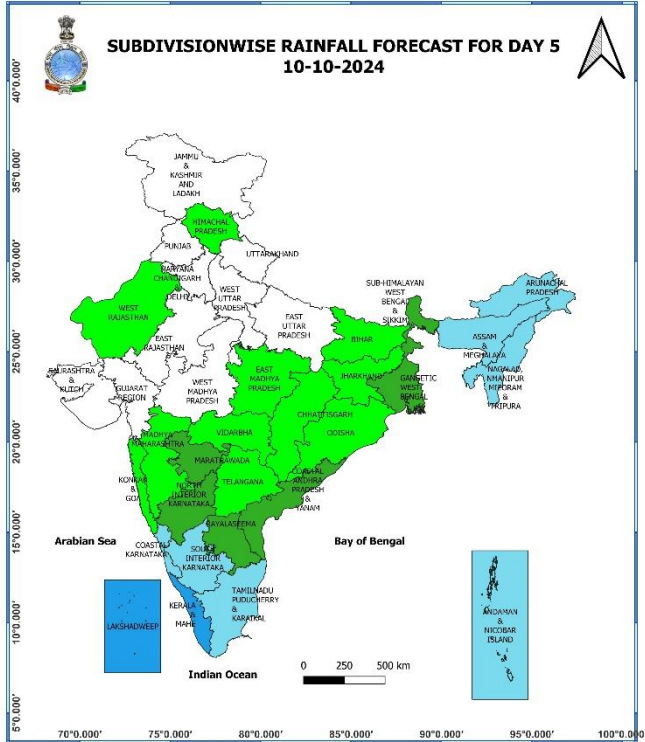 SUBDIVISIONWISE RAINFALL FORECAST FOR DAY 5
10-10-2024
40°0.000'
35°0.000'
30°0.000'
25°0.000'
20°0.000'
15°0.000'
10°0.000'
5°0.000'
JAMMU
&
KASHMIR
AND
LADAKH
HIMACHAL
PRADESH
PUNJAB
UTTARAKHAND
HARYANA
CHANDIGARH
DELHI
WEST
UTTAR
PRADESH
SUB-HIMALAYAN
WEST
BENGAL
&
SIKKIM
ARUNACHAL
PRADESH
WEST
RAJASTHAN
EAST
RAJASTHAN
EAST
UTTAR
PRADESH
BIHAR
ASSAM
&
MEGHALAYA
SAURASHTRA
&
KUTCH
GUJARAT
REGION
WEST
MADHYA
PRADESH
EAST
MADHYA
PRADESH
JHARKHAND
GANGETIC
WEST
BENGAL
NAGALAD,
NMANIPUR
MIZORAM
&
TRIPURA
CHHATTISGARH
VIDARBHA
ODISHA
MADHYA
MAHARASHTRA
MARATHAWADA
KONKAN
&
GOA
NORTH
INTERIOR
KARNATAKA
TELANGANA
COASTAL
ANDHRA
PRADESH
&
YANAM
RAYALASEEMA
Arabian Sea
Bay of Bengal
COASTAL
KARNATAKA
SOUTH
INTERIOR
KARNATAKA
TAMILNADU
PUDUCHERRY
&
KARAIKAL
KERALA
&
MAHE
LAKSHADWEEP
ANDAMAN
&
NICOBAR
ISLAND
Indian Ocean
0 250 500 km
70°0.000' 75°0.000' 80°0.000' 85°0.000' 90°0.000' 95°0.000' 100°0.000'